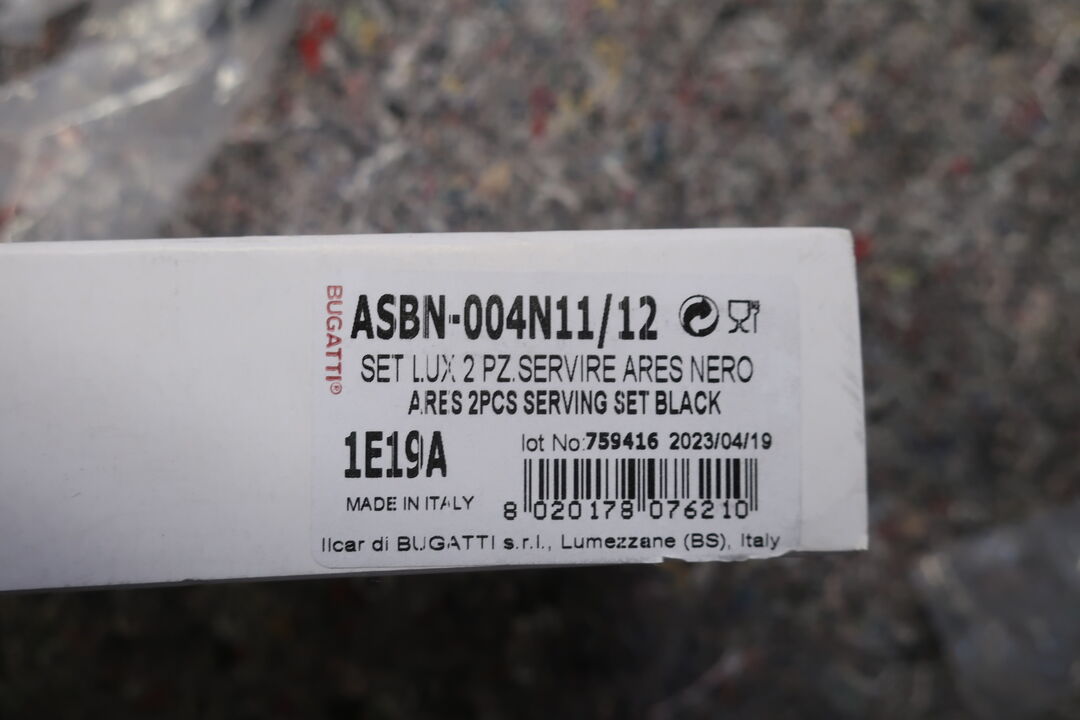 BUGATTI®
ASBN-004N11/12
SET LUX 2 PZ.SERVIRE ARES NERO
ARES 2PCS SERVING SET BLACK
1E19A
lot No:759416 2023/04/19
MADE IN ITALY
8 020178 076210
Ilcar di BUGATTI s.r.l., Lumezzane (BS), Italy